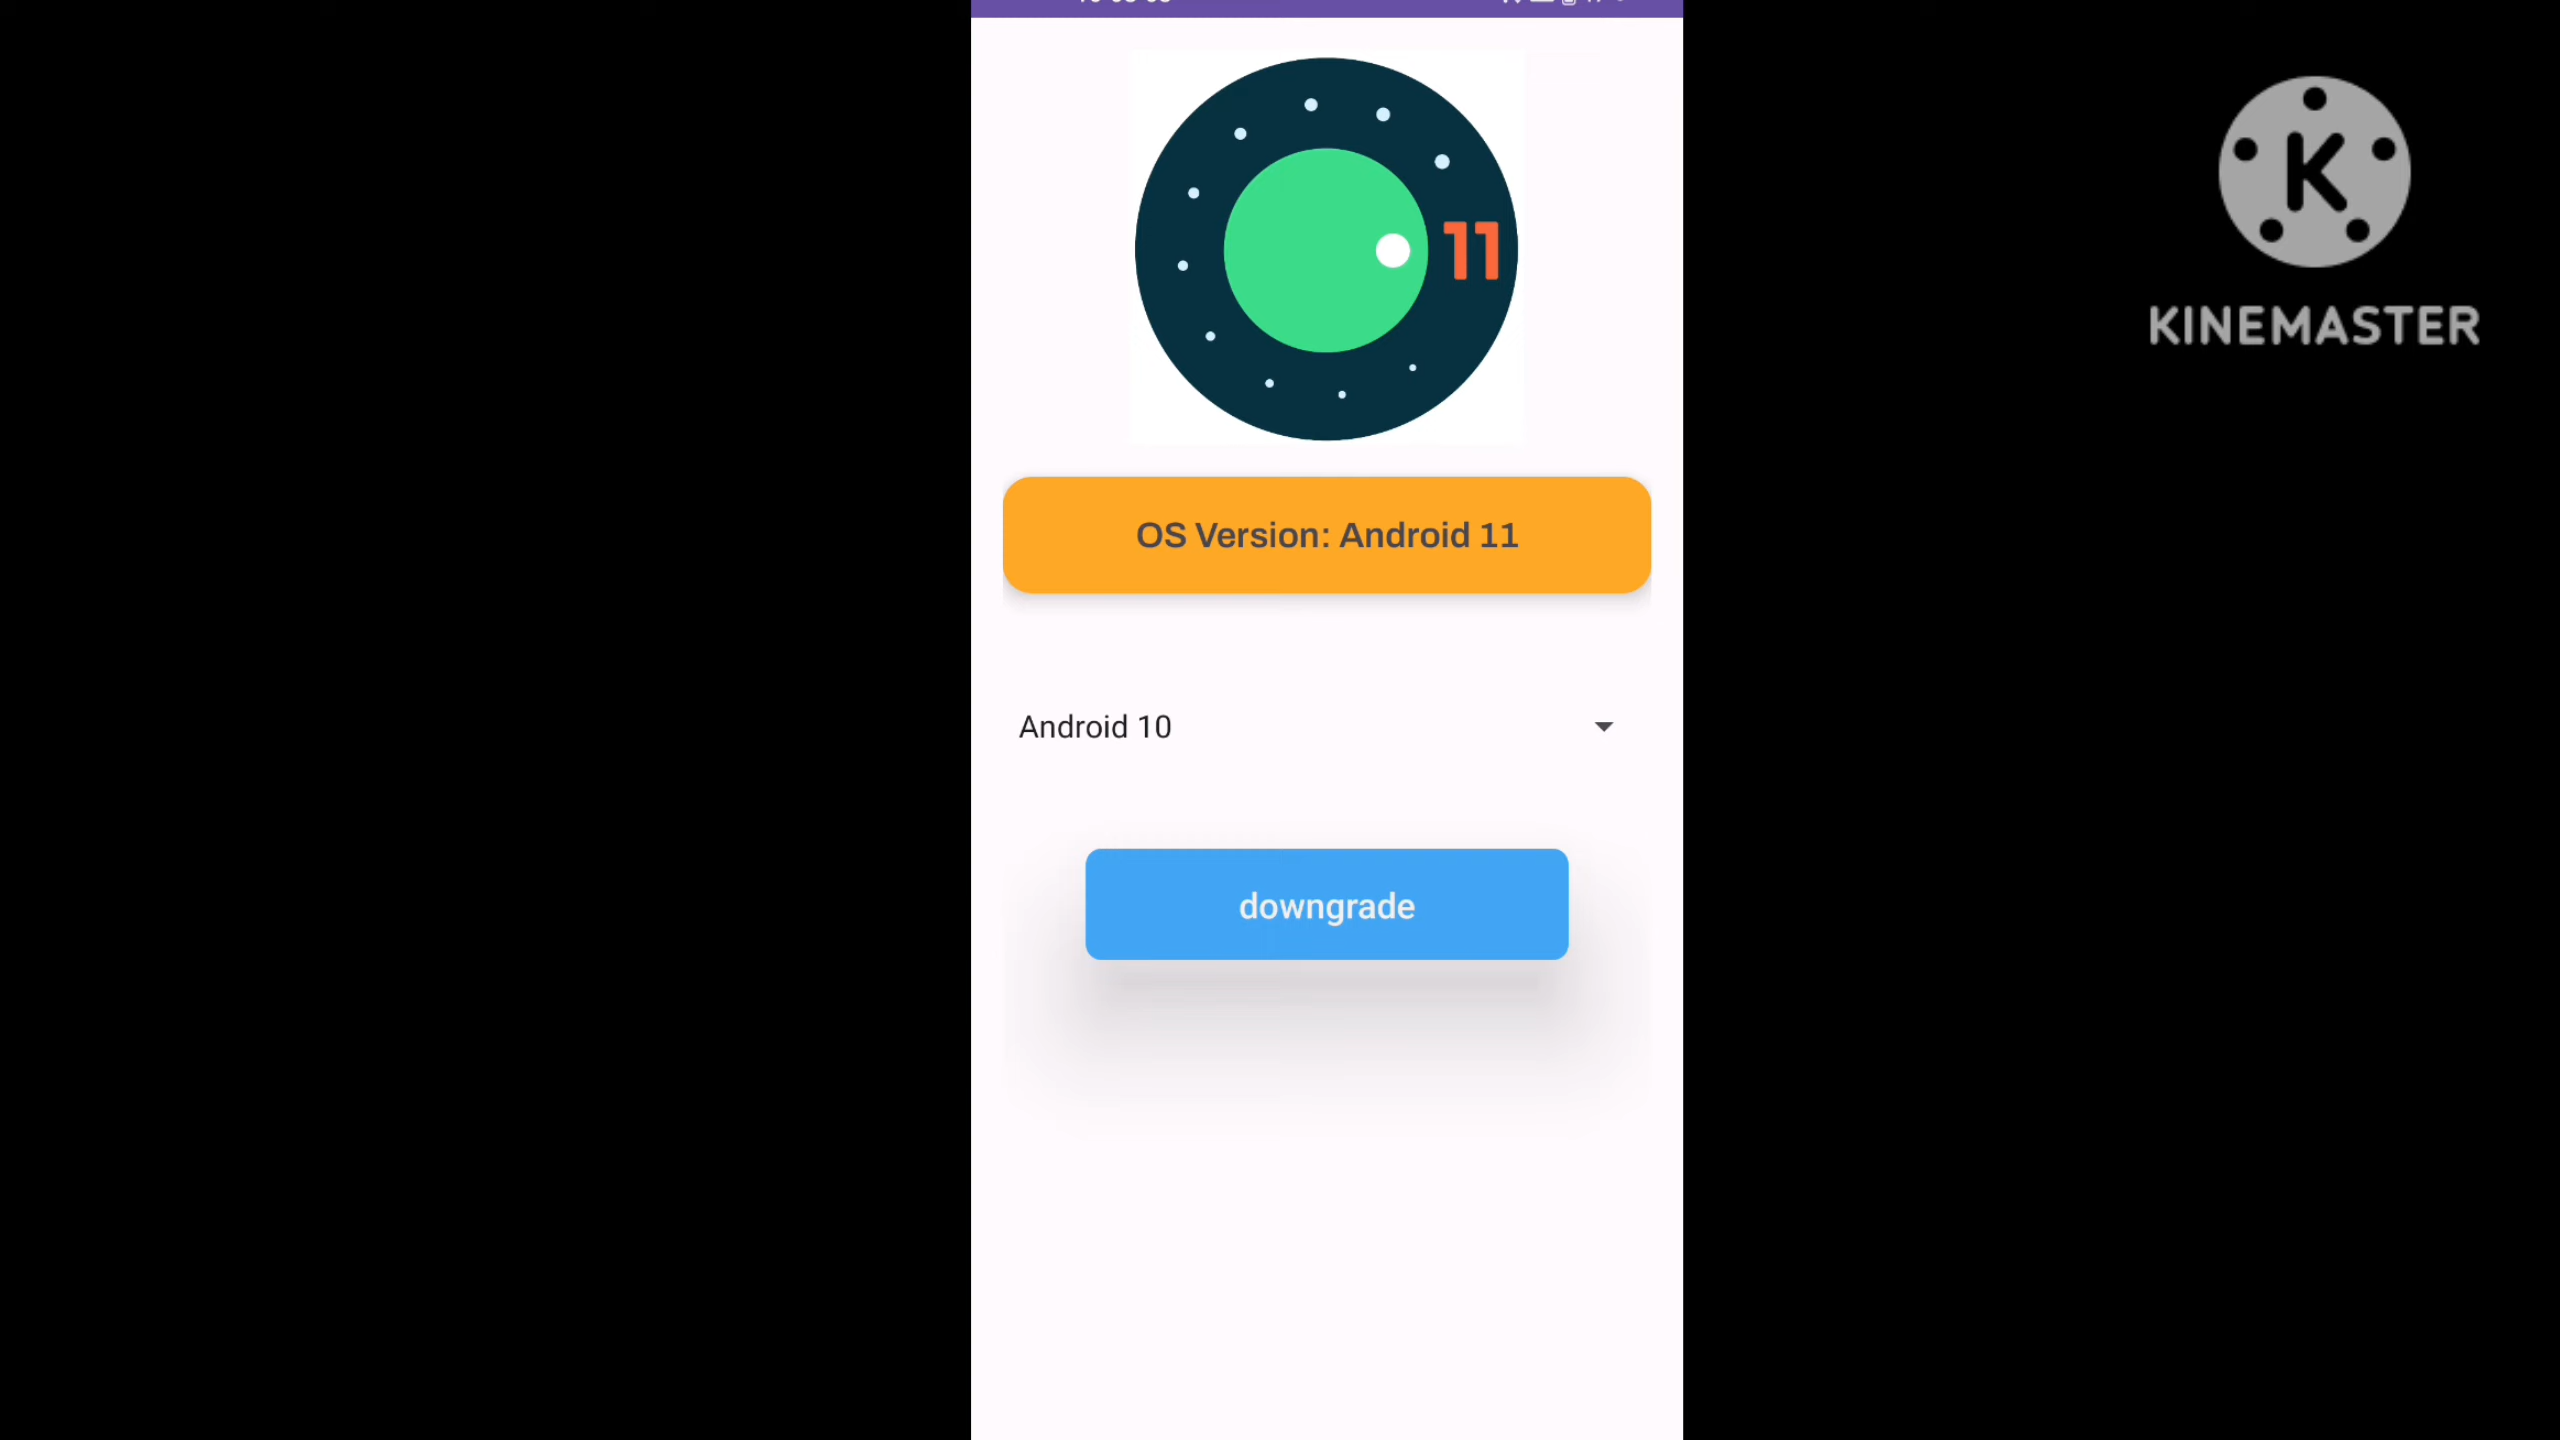 11
K
KINEMASTER
OS Version: Android 11
Android 10
downgrade